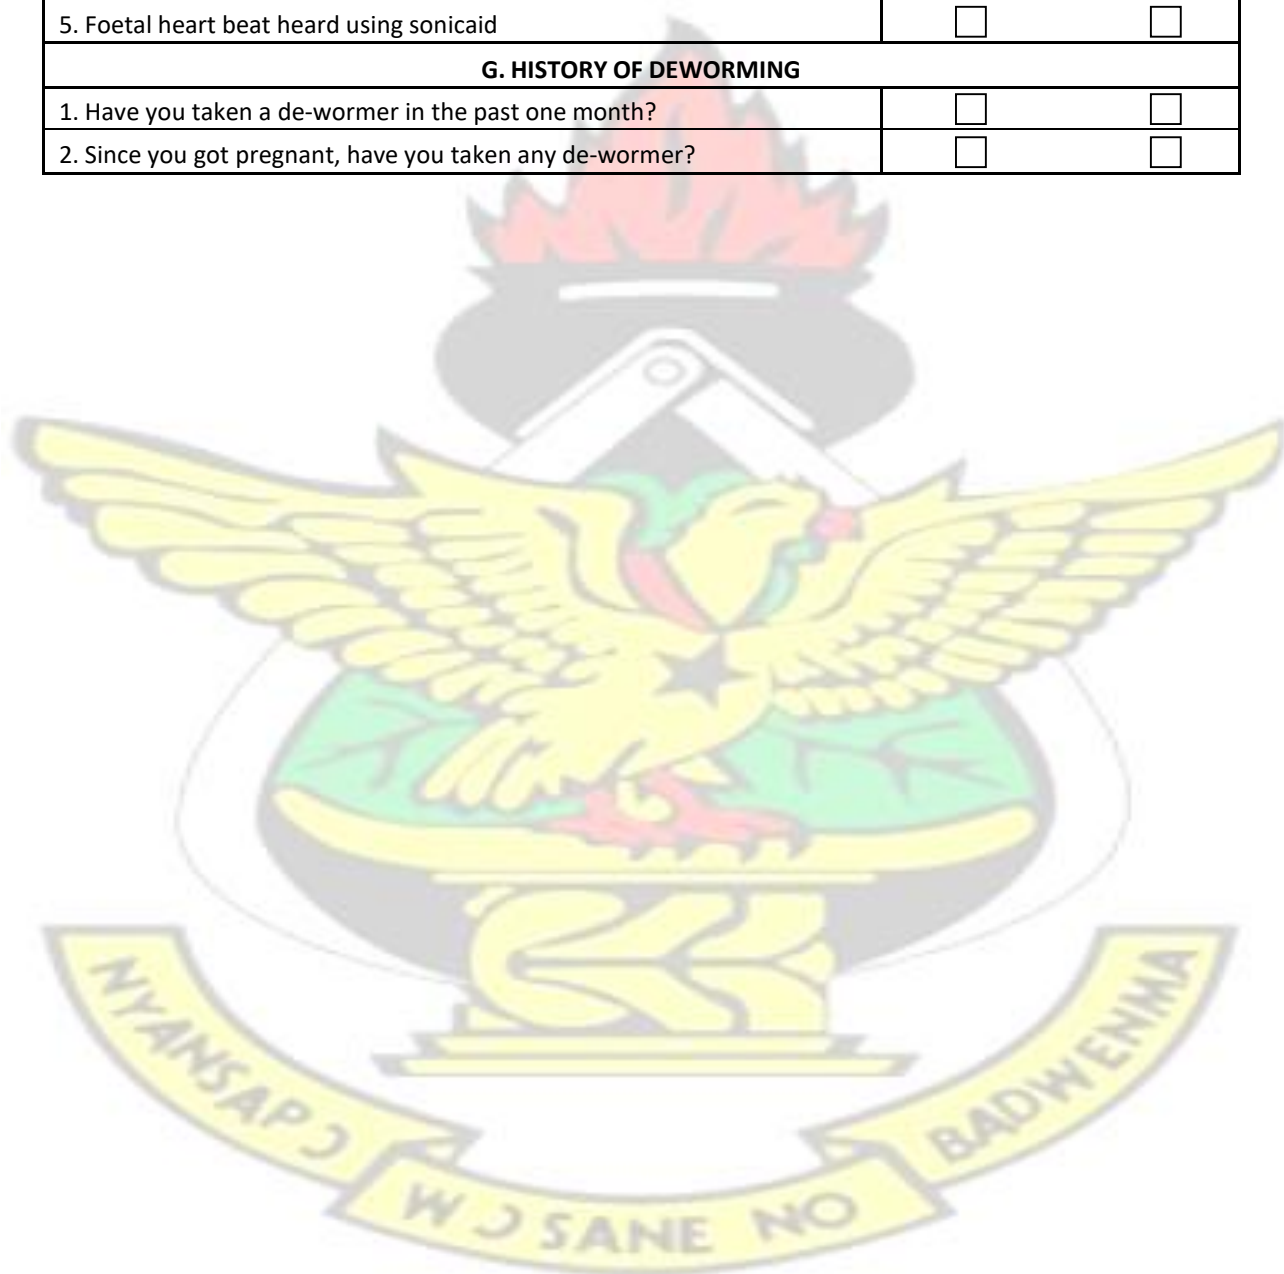 5. Foetal heart beat heard using sonicaid ☐ ☐
G. HISTORY OF DEWORMING
1. Have you taken a de-wormer in the past one month? ☐ ☐
2. Since you got pregnant, have you taken any de-wormer? ☐ ☐
NYANSAPƆ
WƆSANE NO
BADWENMA